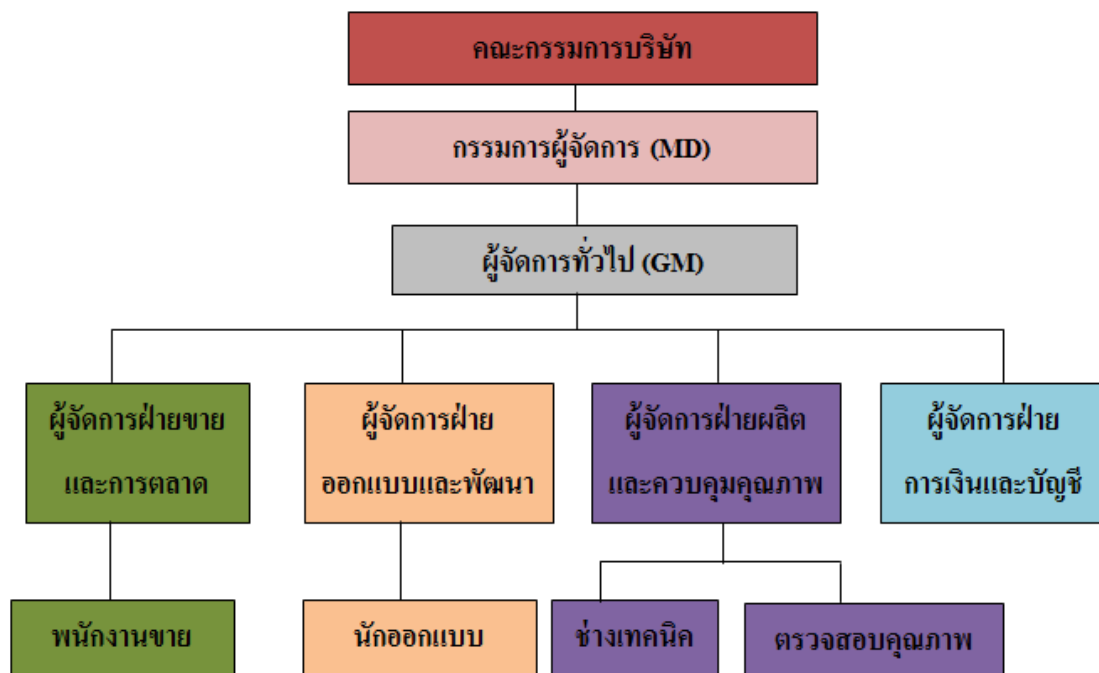 คณะกรรมการบริษัท
กรรมการผู้จัดการ (MD)
ผู้จัดการทั่วไป (GM)
ผู้จัดการฝ่ายขาย
และการตลาด
ผู้จัดการฝ่าย
ออกแบบและพัฒนา
ผู้จัดการฝ่ายผลิต
และควบคุมคุณภาพ
ผู้จัดการฝ่าย
การเงินและบัญชี
พนักงานขาย
นักออกแบบ
ช่างเทคนิค
ตรวจสอบคุณภาพ